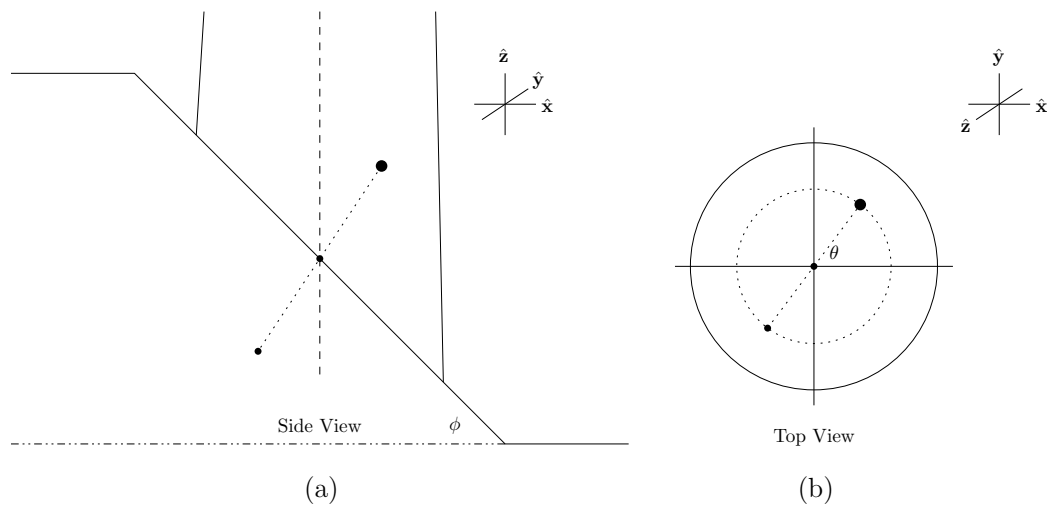 ẑ
ŷ
x̂
ϕ
Side View
(a)
ŷ
x̂
ẑ
θ
Top View
(b)